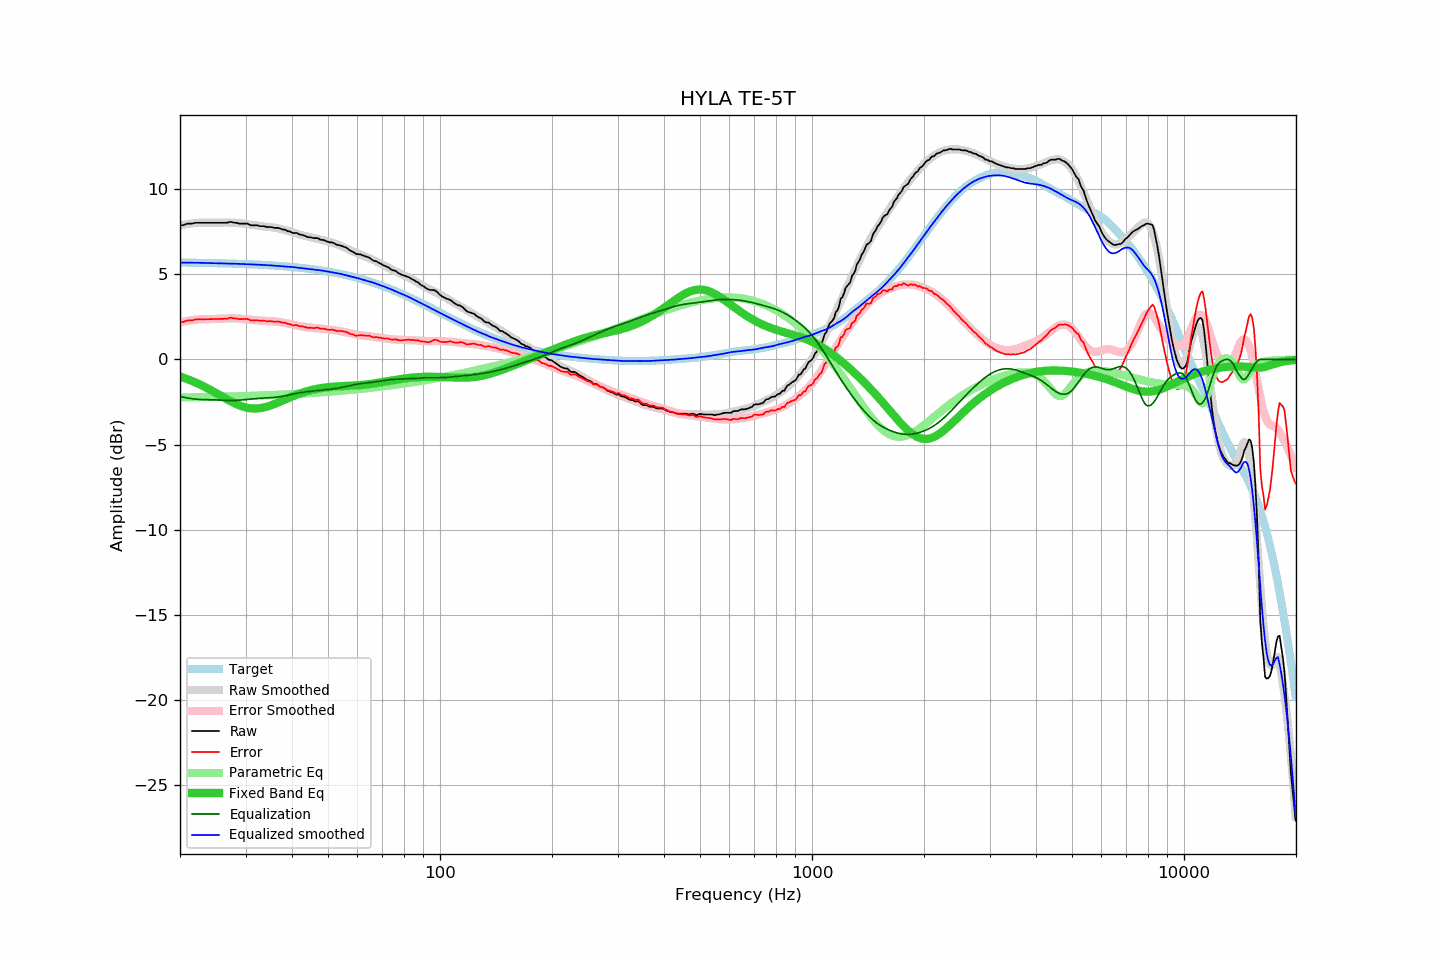 HYLA TE-5T
Amplitude (dBr)
10
5
0
−5
−10
−15
−20
−25
Target
Raw Smoothed
Error Smoothed
Raw
Error
Parametric Eq
Fixed Band Eq
Equalization
Equalized smoothed
100 1000 10000
Frequency (Hz)